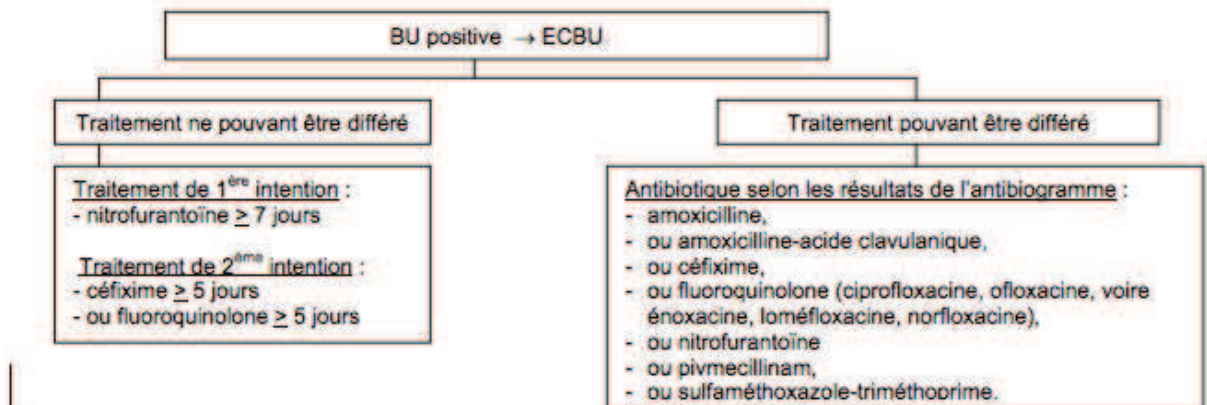 BU positive → ECBU
Traitement ne pouvant être différé
Traitement de 1ère intention :
- nitrofurantoïne ≥ 7 jours
Traitement de 2ème intention :
- céfixime ≥ 5 jours
- ou fluoroquinolone ≥ 5 jours
Traitement pouvant être différé
Antibiotique selon les résultats de l'antibiogramme :
- amoxicilline,
- ou amoxicilline-acide clavulanique,
- ou céfixime,
- ou fluoroquinolone (ciprofloxacine, ofloxacine, voire
énoxacine, loméfloxacine, norfloxacine),
- ou nitrofurantoïne
- ou pivmecillinam,
- ou sulfaméthoxazole-triméthoprime.